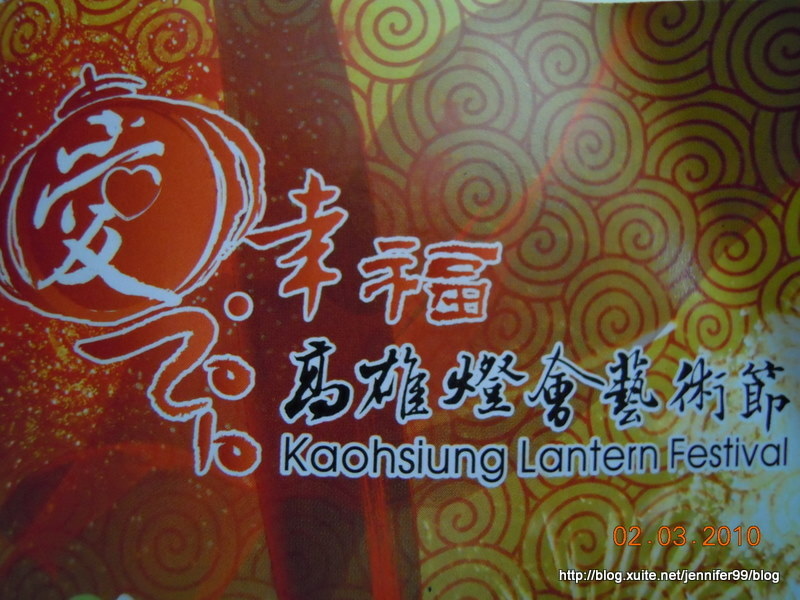 愛
幸福
2010
高雄燈會藝術節
Kaohsiung Lantern Festival
02.03.2010
http://blog.xuite.net/jennifer99/blog